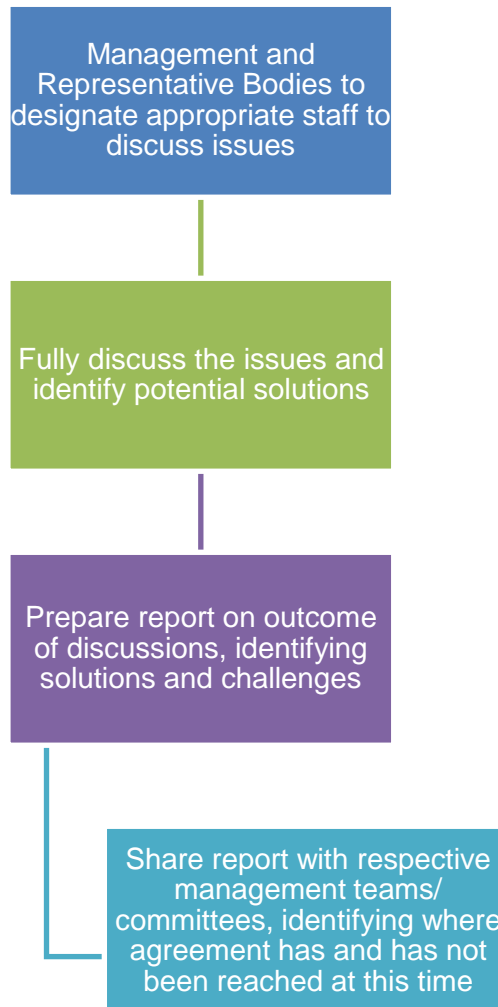 Management and
Representative Bodies to
designate appropriate staff to
discuss issues
Fully discuss the issues and
identify potential solutions
Prepare report on outcome
of discussions, identifying
solutions and challenges
Share report with respective
management teams/
committees, identifying where
agreement has and has not
been reached at this time